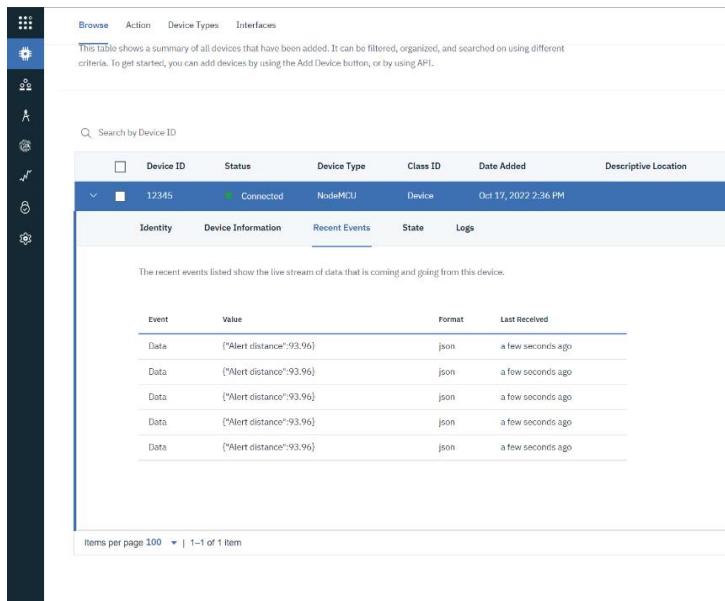 Browse Action Device Types Interfaces
This table shows a summary of all devices that have been added. It can be filtered, organized, and searched on using different
criteria. To get started, you can add devices by using the Add Device button, or by using API.
Search by Device ID
Device ID Status Device Type Class ID Date Added Descriptive Location
12345 Connected NodeMCU Device Oct 17, 2022 2:36 PM
Identity Device Information Recent Events State Logs
The recent events listed show the live stream of data that is coming and going from this device.
Event Value Format Last Received
Data {"Alert distance":93.96} json a few seconds ago
Data {"Alert distance":93.96} json a few seconds ago
Data {"Alert distance":93.96} json a few seconds ago
Data {"Alert distance":93.96} json a few seconds ago
Data {"Alert distance":93.96} json a few seconds ago
Items per page 100 | 1–1 of 1 item